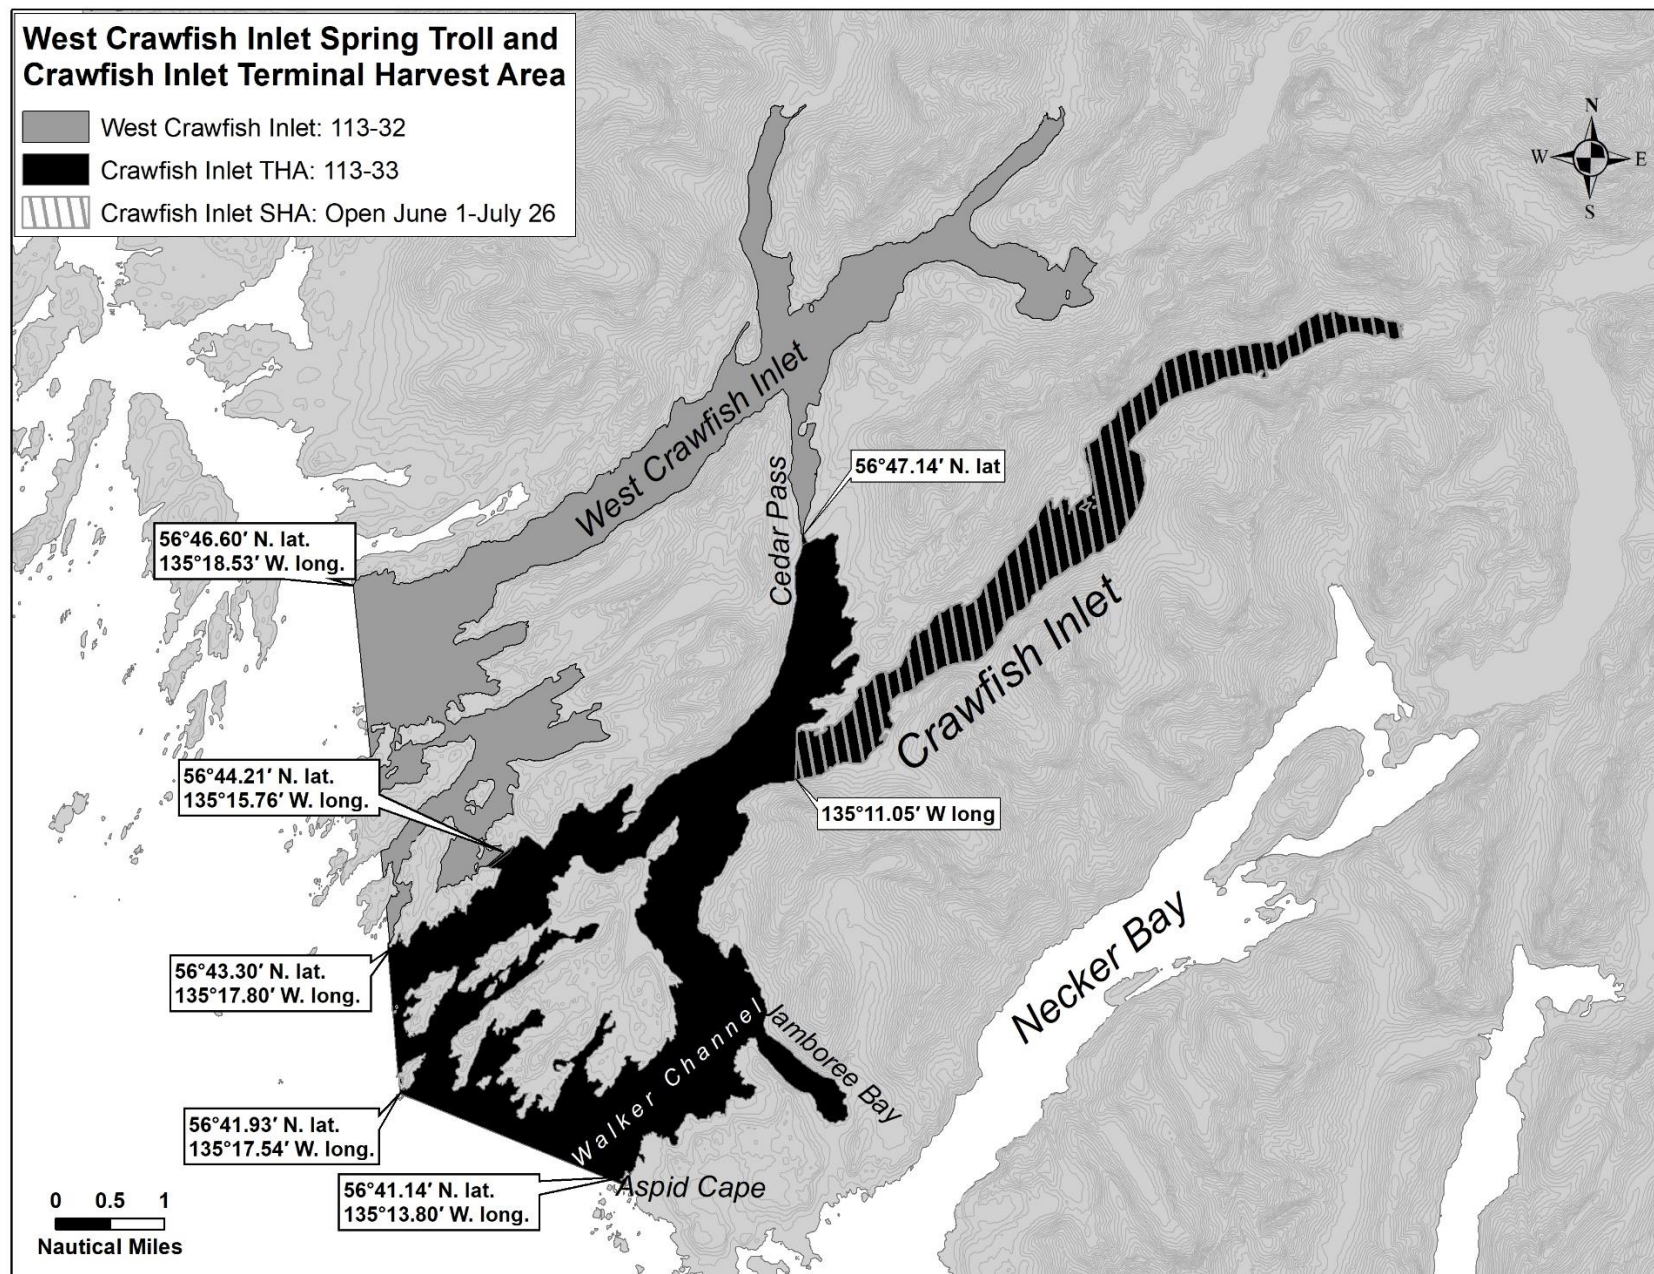 West Crawfish Inlet Spring Troll and
Crawfish Inlet Terminal Harvest Area
West Crawfish Inlet: 113-32
Crawfish Inlet THA: 113-33
Crawfish Inlet SHA: Open June 1-July 26
N
W
E
S
West Crawfish Inlet
56°47.14′ N. lat
Cedar Pass
56°46.60′ N. lat.
135°18.53′ W. long.
Crawfish Inlet
56°44.21′ N. lat.
135°15.76′ W. long.
135°11.05′ W long
Necker Bay
56°43.30′ N. lat.
135°17.80′ W. long.
Walker Channel
Jamboree Bay
56°41.93′ N. lat.
135°17.54′ W. long.
56°41.14′ N. lat.
135°13.80′ W. long.
Aspid Cape
0 0.5 1
Nautical Miles